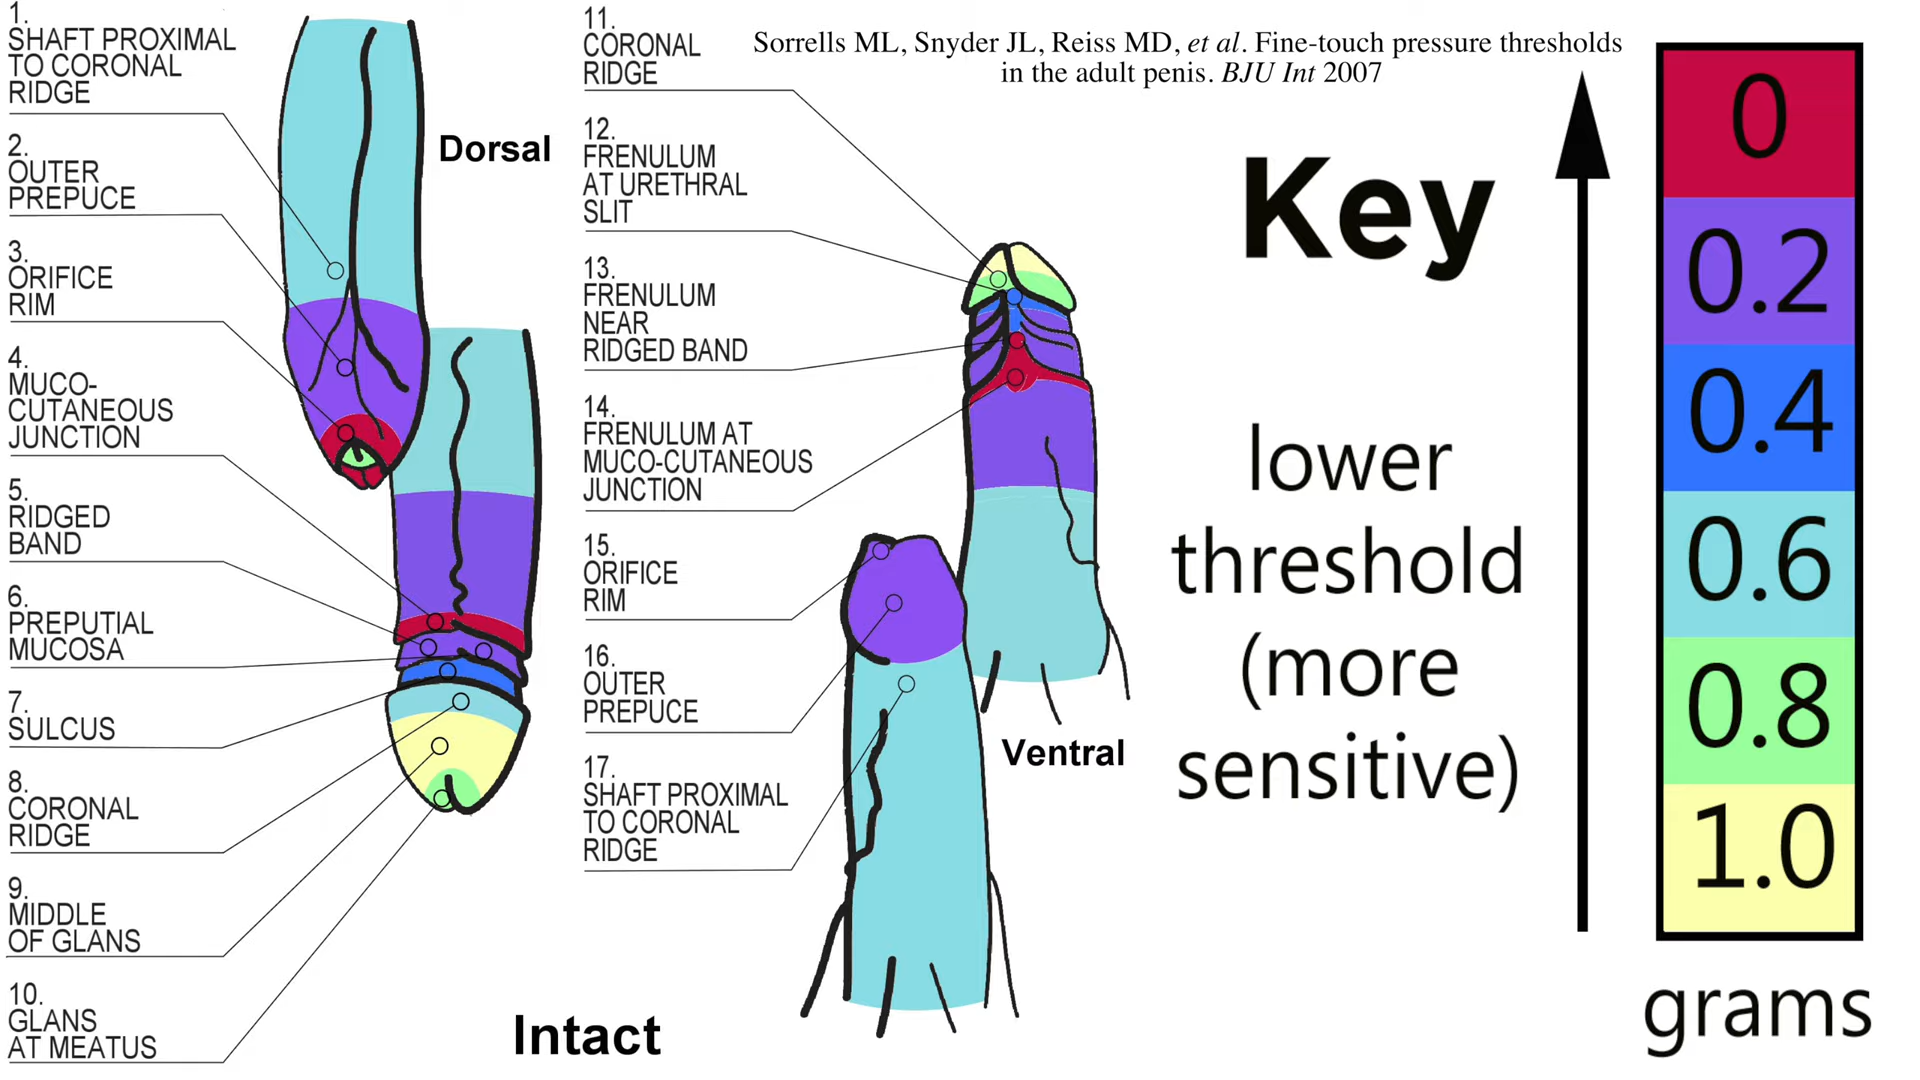 1.
SHAFT PROXIMAL
TO CORONAL
RIDGE
2.
OUTER
PREPUCE
3.
ORIFICE
RIM
4.
MUCO-
CUTANEOUS
JUNCTION
5.
RIDGED
BAND
6.
PREPUTIAL
MUCOSA
7.
SULCUS
8.
CORONAL
RIDGE
9.
MIDDLE
OF GLANS
10.
GLANS
AT MEATUS
Dorsal
11.
CORONAL
RIDGE
12.
FRENULUM
AT URETHRAL
SLIT
13.
FRENULUM
NEAR
RIDGED BAND
14.
FRENULUM AT
MUCO-CUTANEOUS
JUNCTION
15.
ORIFICE
RIM
16.
OUTER
PREPUCE
17.
SHAFT PROXIMAL
TO CORONAL
RIDGE
Ventral
Intact
Sorrells ML, Snyder JL, Reiss MD, et al. Fine-touch pressure thresholds
in the adult penis. BJU Int 2007
Key
lower
threshold
(more
sensitive)
0
0.2
0.4
0.6
0.8
1.0
grams